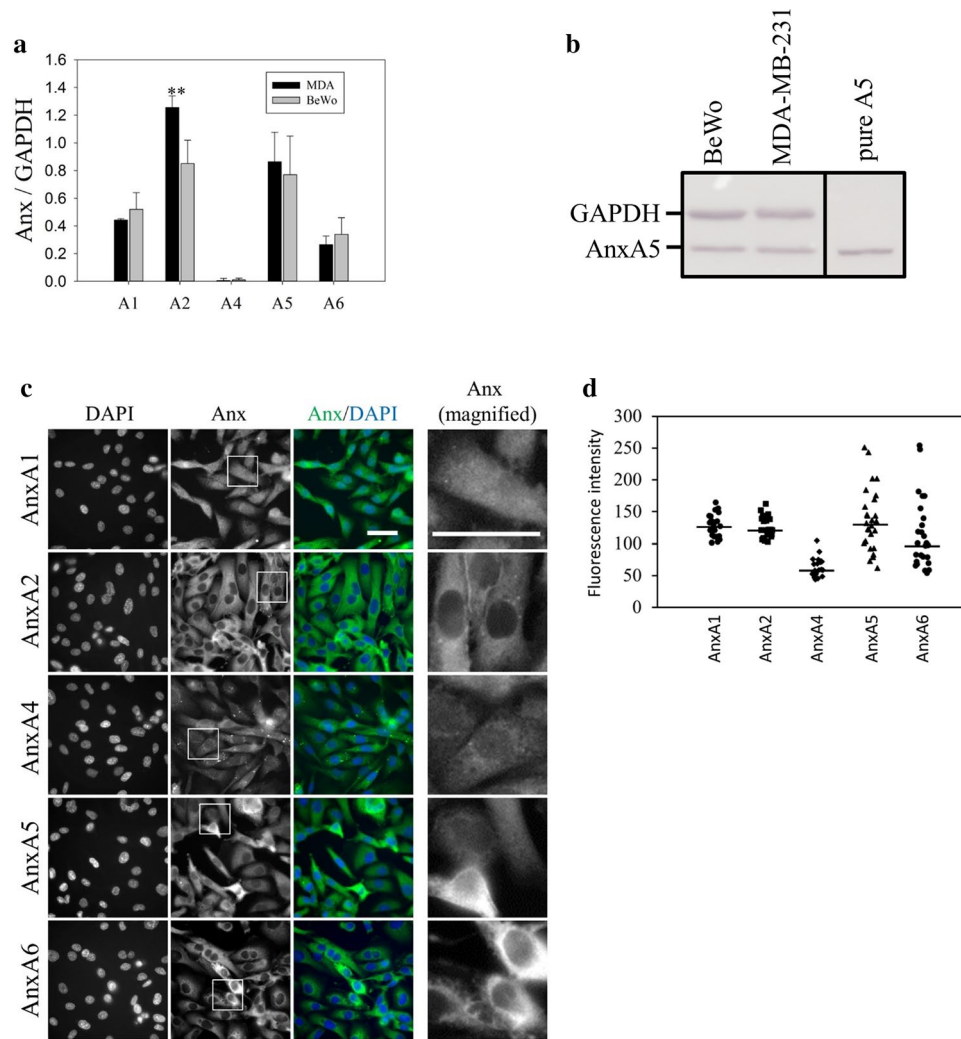 a
Anx / GAPDH
1.6
1.4
1.2
1.0
0.8
0.6
0.4
0.2
0.0
**
MDA
BeWo
A1 A2 A4 A5 A6
b
BeWo
MDA-MB-231
pure A5
GAPDH
AnxA5
c
DAPI Anx Anx/DAPI Anx (magnified)
AnxA1
AnxA2
AnxA4
AnxA5
AnxA6
d
Fluorescence intensity
300
250
200
150
100
50
0
AnxA1
AnxA2
AnxA4
AnxA5
AnxA6